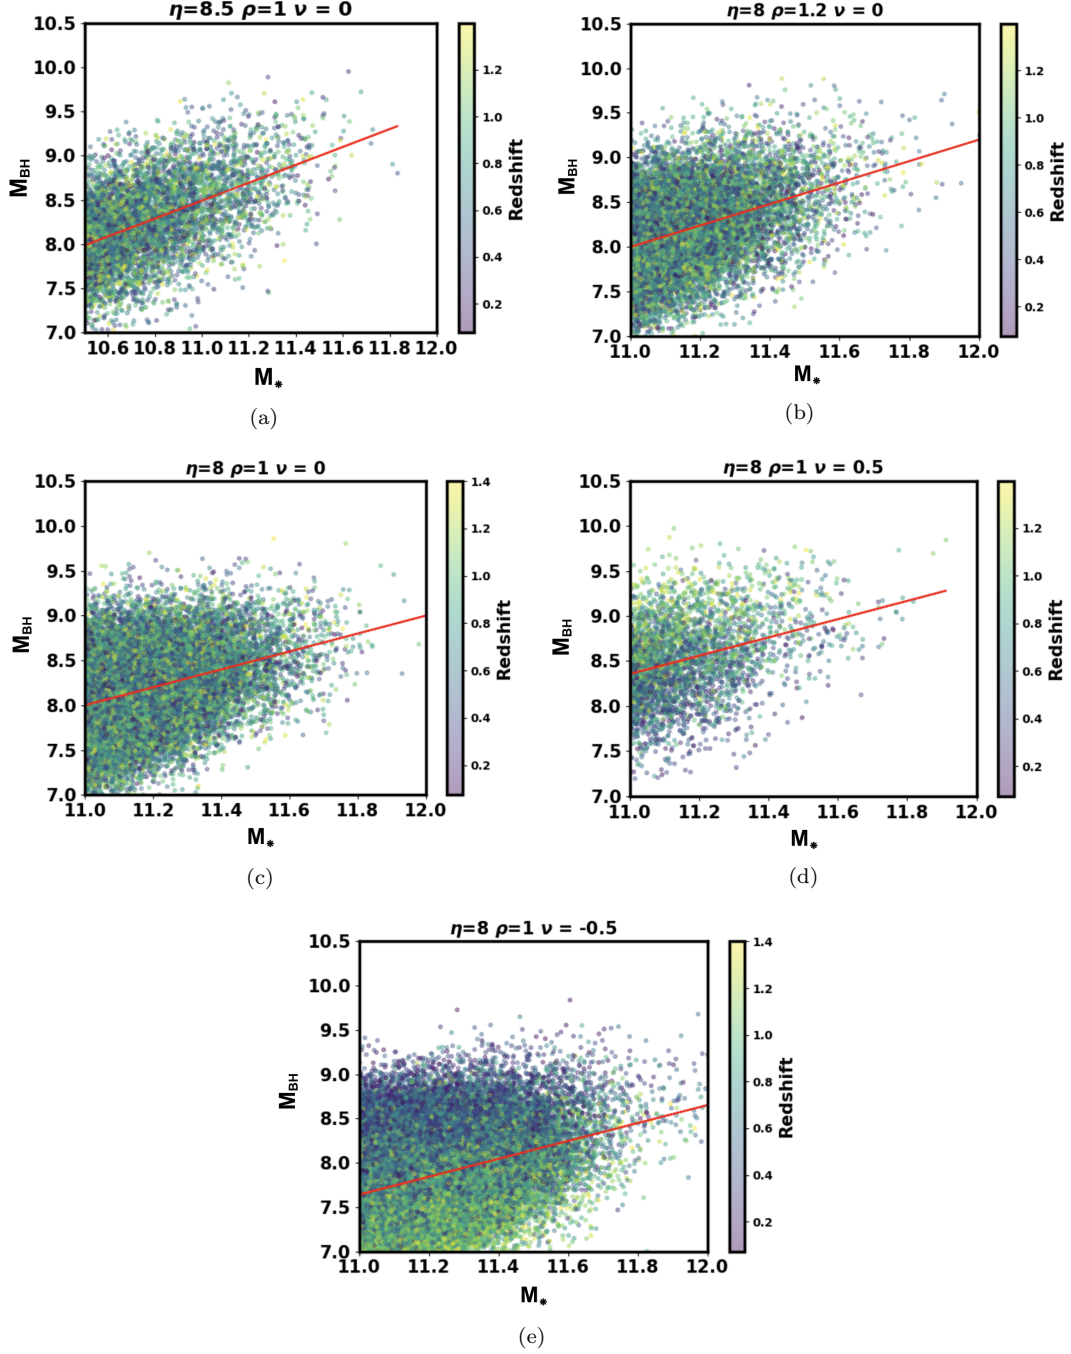 η=8.5 ρ=1 ν = 0
10.5
10.0
9.5
9.0
8.5
8.0
7.5
7.0
M_BH
10.6 10.8 11.0 11.2 11.4 11.6 11.8 12.0
M_*
1.2
1.0
0.8
0.6
0.4
0.2
Redshift
(a)
η=8 ρ=1.2 ν = 0
10.5
10.0
9.5
9.0
8.5
8.0
7.5
7.0
M_BH
11.0 11.2 11.4 11.6 11.8 12.0
M_*
1.2
1.0
0.8
0.6
0.4
0.2
Redshift
(b)
η=8 ρ=1 ν = 0
10.5
10.0
9.5
9.0
8.5
8.0
7.5
7.0
M_BH
11.0 11.2 11.4 11.6 11.8 12.0
M_*
1.4
1.2
1.0
0.8
0.6
0.4
0.2
Redshift
(c)
η=8 ρ=1 ν = 0.5
10.5
10.0
9.5
9.0
8.5
8.0
7.5
7.0
M_BH
11.0 11.2 11.4 11.6 11.8 12.0
M_*
1.2
1.0
0.8
0.6
0.4
0.2
Redshift
(d)
η=8 ρ=1 ν = -0.5
10.5
10.0
9.5
9.0
8.5
8.0
7.5
7.0
M_BH
11.0 11.2 11.4 11.6 11.8 12.0
M_*
1.4
1.2
1.0
0.8
0.6
0.4
0.2
Redshift
(e)